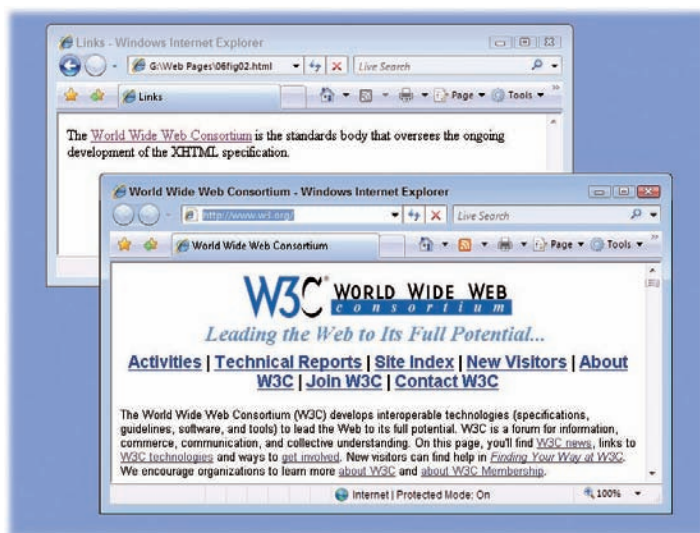 Links - Windows Internet Explorer
G:\Web Pages\06fig02.html
Live Search
Links
Page
Tools
The World Wide Web Consortium is the standards body that oversees the ongoing
development of the XHTML specification.
World Wide Web Consortium - Windows Internet Explorer
http://www.w3.org/
Live Search
World Wide Web Consortium
Page
Tools
W3C® WORLD WIDE WEB
consortium
Leading the Web to Its Full Potential...
Activities | Technical Reports | Site Index | New Visitors | About
W3C | Join W3C | Contact W3C
The World Wide Web Consortium (W3C) develops interoperable technologies (specifications,
guidelines, software, and tools) to lead the Web to its full potential. W3C is a forum for information,
commerce, communication, and collective understanding. On this page, you'll find W3C news, links to
W3C technologies and ways to get involved. New visitors can find help in Finding Your Way at W3C.
We encourage organizations to learn more about W3C and about W3C Membership.
Internet | Protected Mode: On
100%